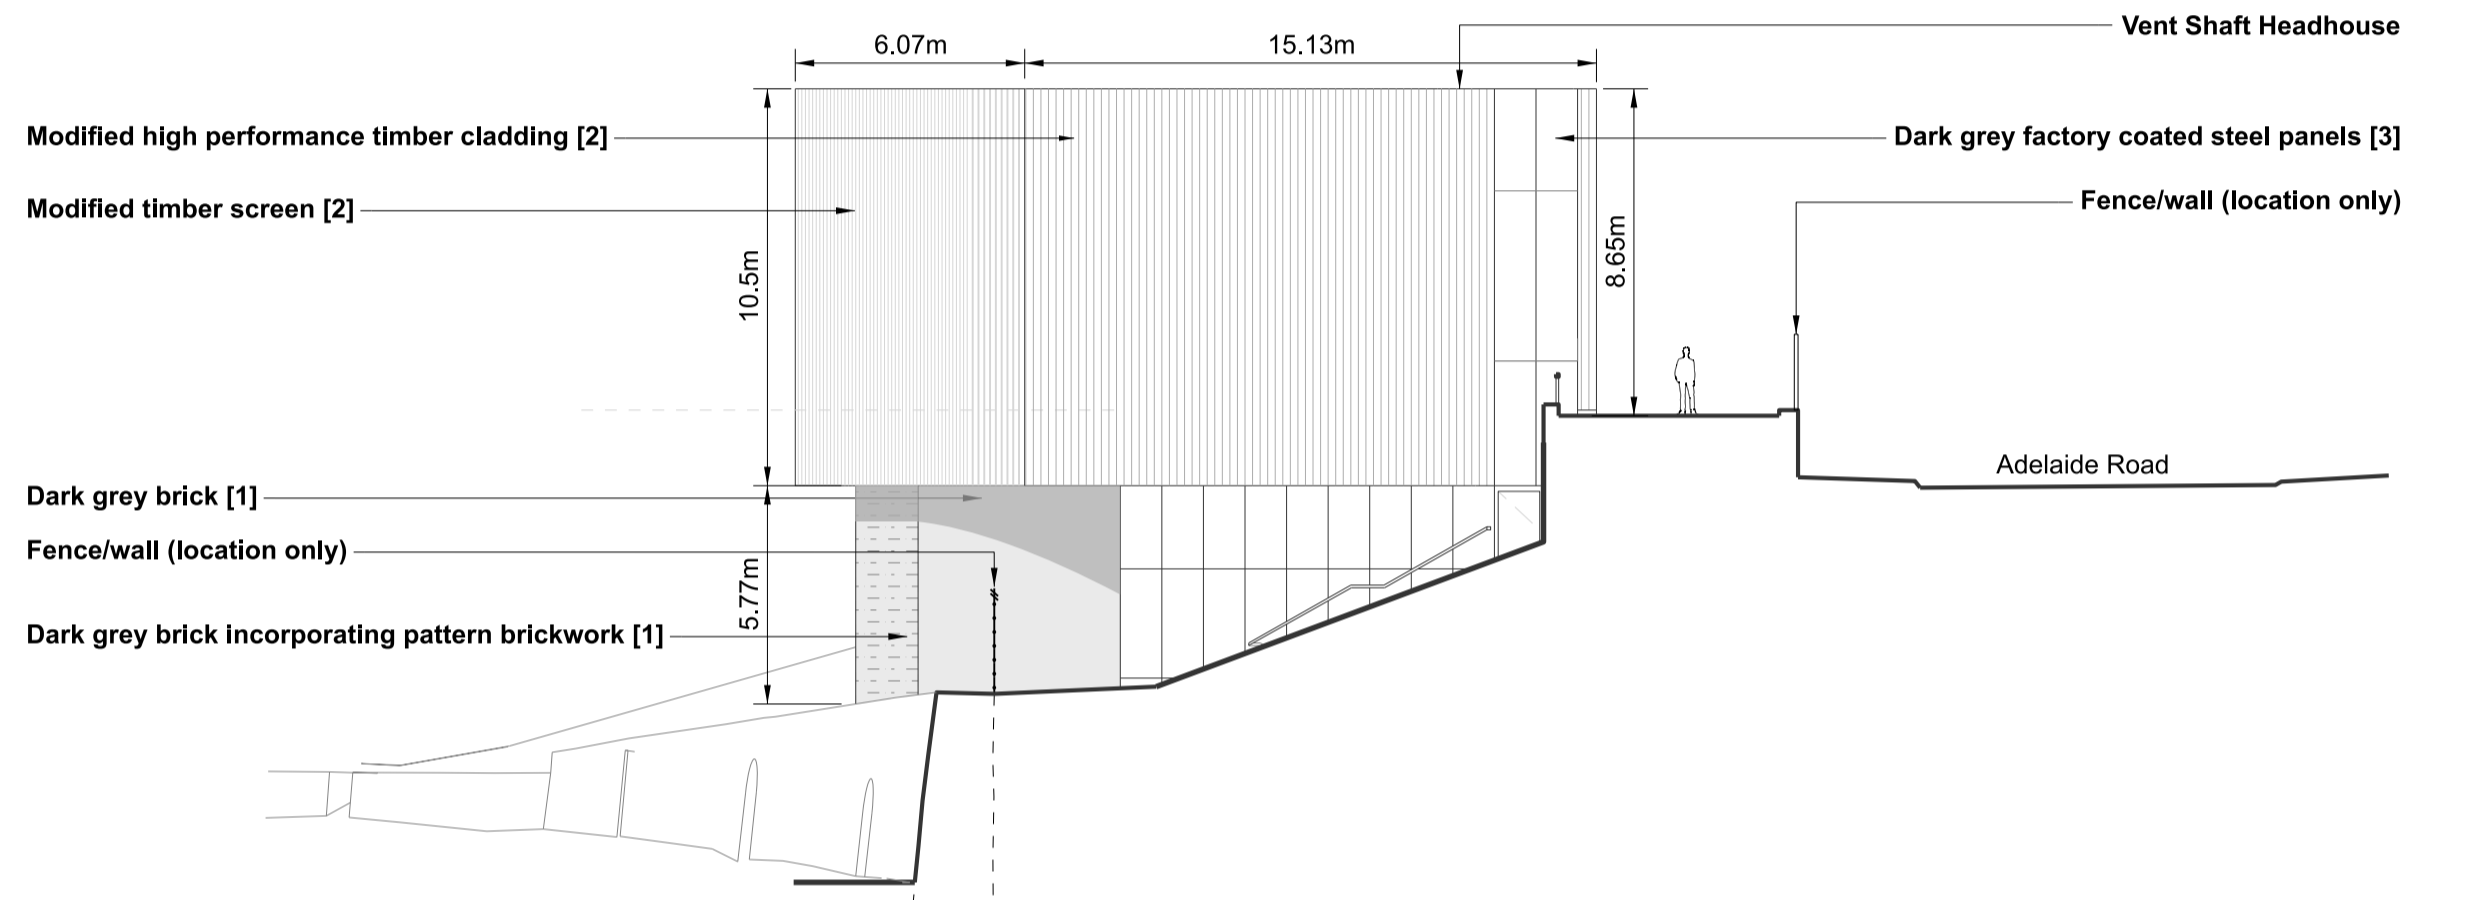 Vent Shaft Headhouse
6.07m
15.13m
Modified high performance timber cladding [2]
Dark grey factory coated steel panels [3]
Modified timber screen [2]
Fence/wall (location only)
10.5m
8.65m
Adelaide Road
Dark grey brick [1]
Fence/wall (location only)
5.77m
Dark grey brick incorporating pattern brickwork [1]